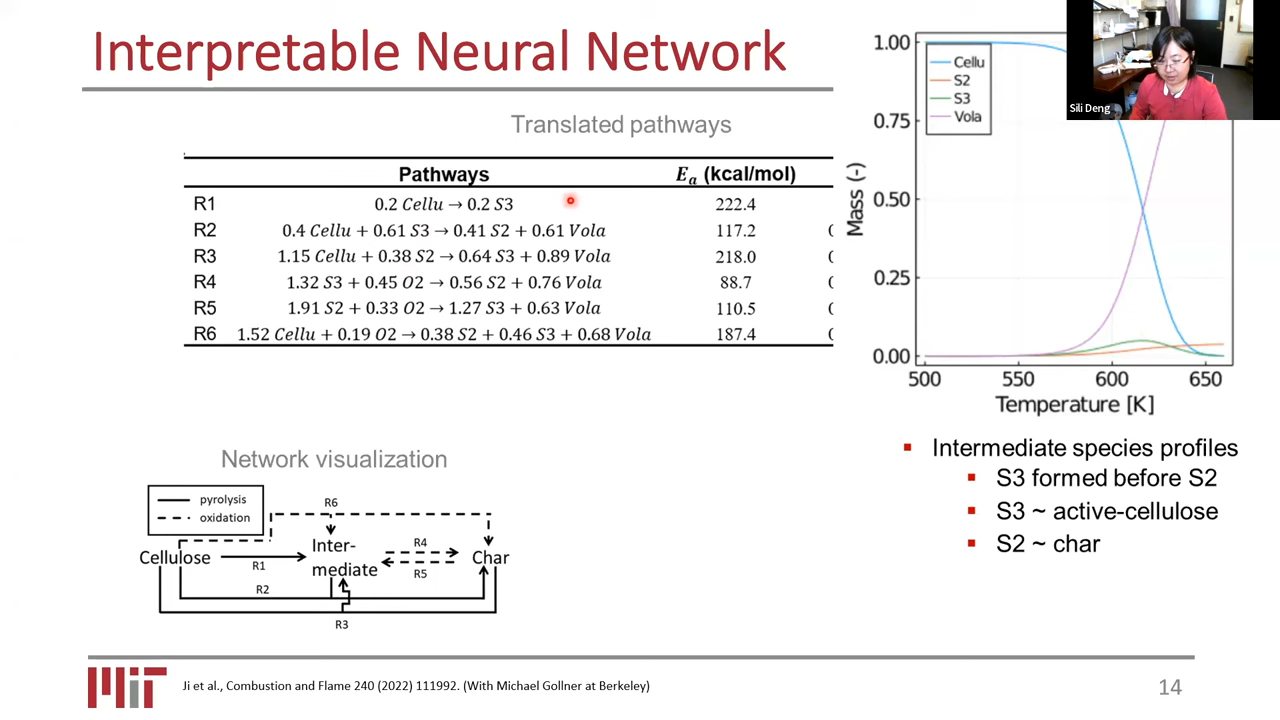 Interpretable Neural Network
Translated pathways
Pathways E_a (kcal/mol)
R1 0.2 Cellu → 0.2 S3 222.4
R2 0.4 Cellu + 0.61 S3 → 0.41 S2 + 0.61 Vola 117.2
R3 1.15 Cellu + 0.38 S2 → 0.64 S3 + 0.89 Vola 218.0
R4 1.32 S3 + 0.45 O2 → 0.56 S2 + 0.76 Vola 88.7
R5 1.91 S2 + 0.33 O2 → 1.27 S3 + 0.63 Vola 110.5
R6 1.52 Cellu + 0.19 O2 → 0.38 S2 + 0.46 S3 + 0.68 Vola 187.4
Network visualization
pyrolysis
oxidation
R6
Cellulose
Inter-
mediate
Char
R1
R4
R5
R2
R3
1.00
0.75
0.50
0.25
0.00
Mass (-)
Cellu
S2
S3
Vola
500 550 600 650
Temperature [K]
Sili Deng
Intermediate species profiles
S3 formed before S2
S3 ~ active-cellulose
S2 ~ char
MIT
Ji et al., Combustion and Flame 240 (2022) 111992. (With Michael Gollner at Berkeley)
14